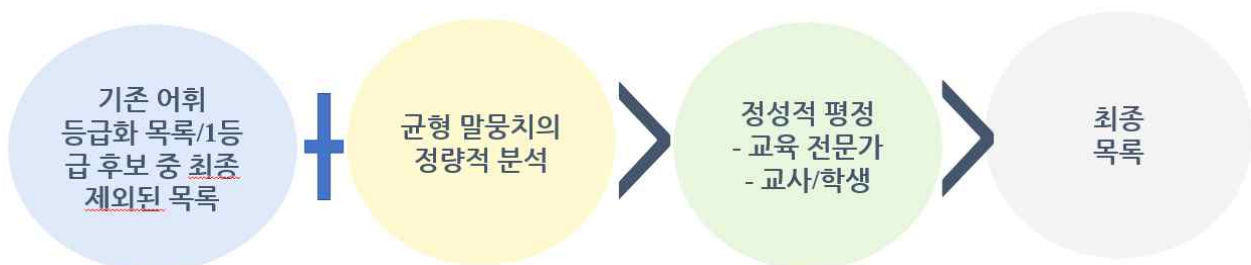 기존 어휘
등급화 목록/1등
급 후보 중 최종
제외된 목록
균형 말뭉치의
정량적 분석
정성적 평정
- 교육 전문가
- 교사/학생
최종
목록